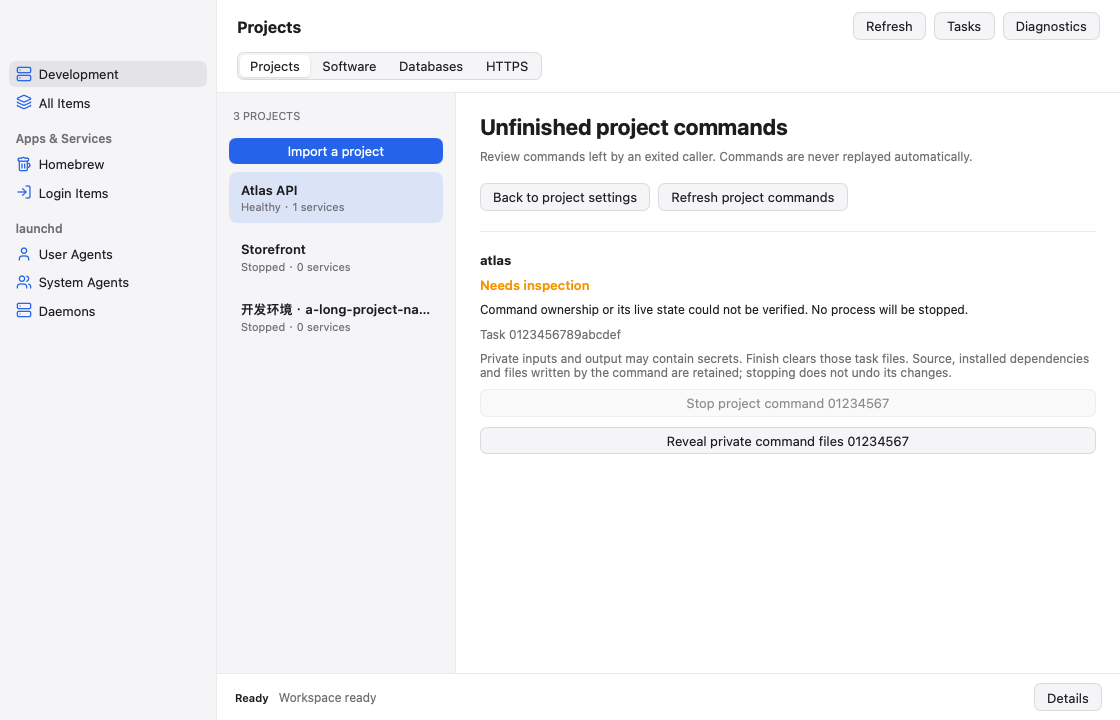 Development
All Items
Apps & Services
Homebrew
Login Items
launchd
User Agents
System Agents
Daemons
Projects
Refresh
Tasks
Diagnostics
Projects
Software
Databases
HTTPS
3 PROJECTS
Import a project
Atlas API
Healthy · 1 services
Storefront
Stopped · 0 services
开发环境 · a-long-project-na...
Stopped · 0 services
Unfinished project commands
Review commands left by an exited caller. Commands are never replayed automatically.
Back to project settings
Refresh project commands
atlas
Needs inspection
Command ownership or its live state could not be verified. No process will be stopped.
Task 0123456789abcdef
Private inputs and output may contain secrets. Finish clears those task files. Source, installed dependencies
and files written by the command are retained; stopping does not undo its changes.
Stop project command 01234567
Reveal private command files 01234567
Ready
Workspace ready
Details